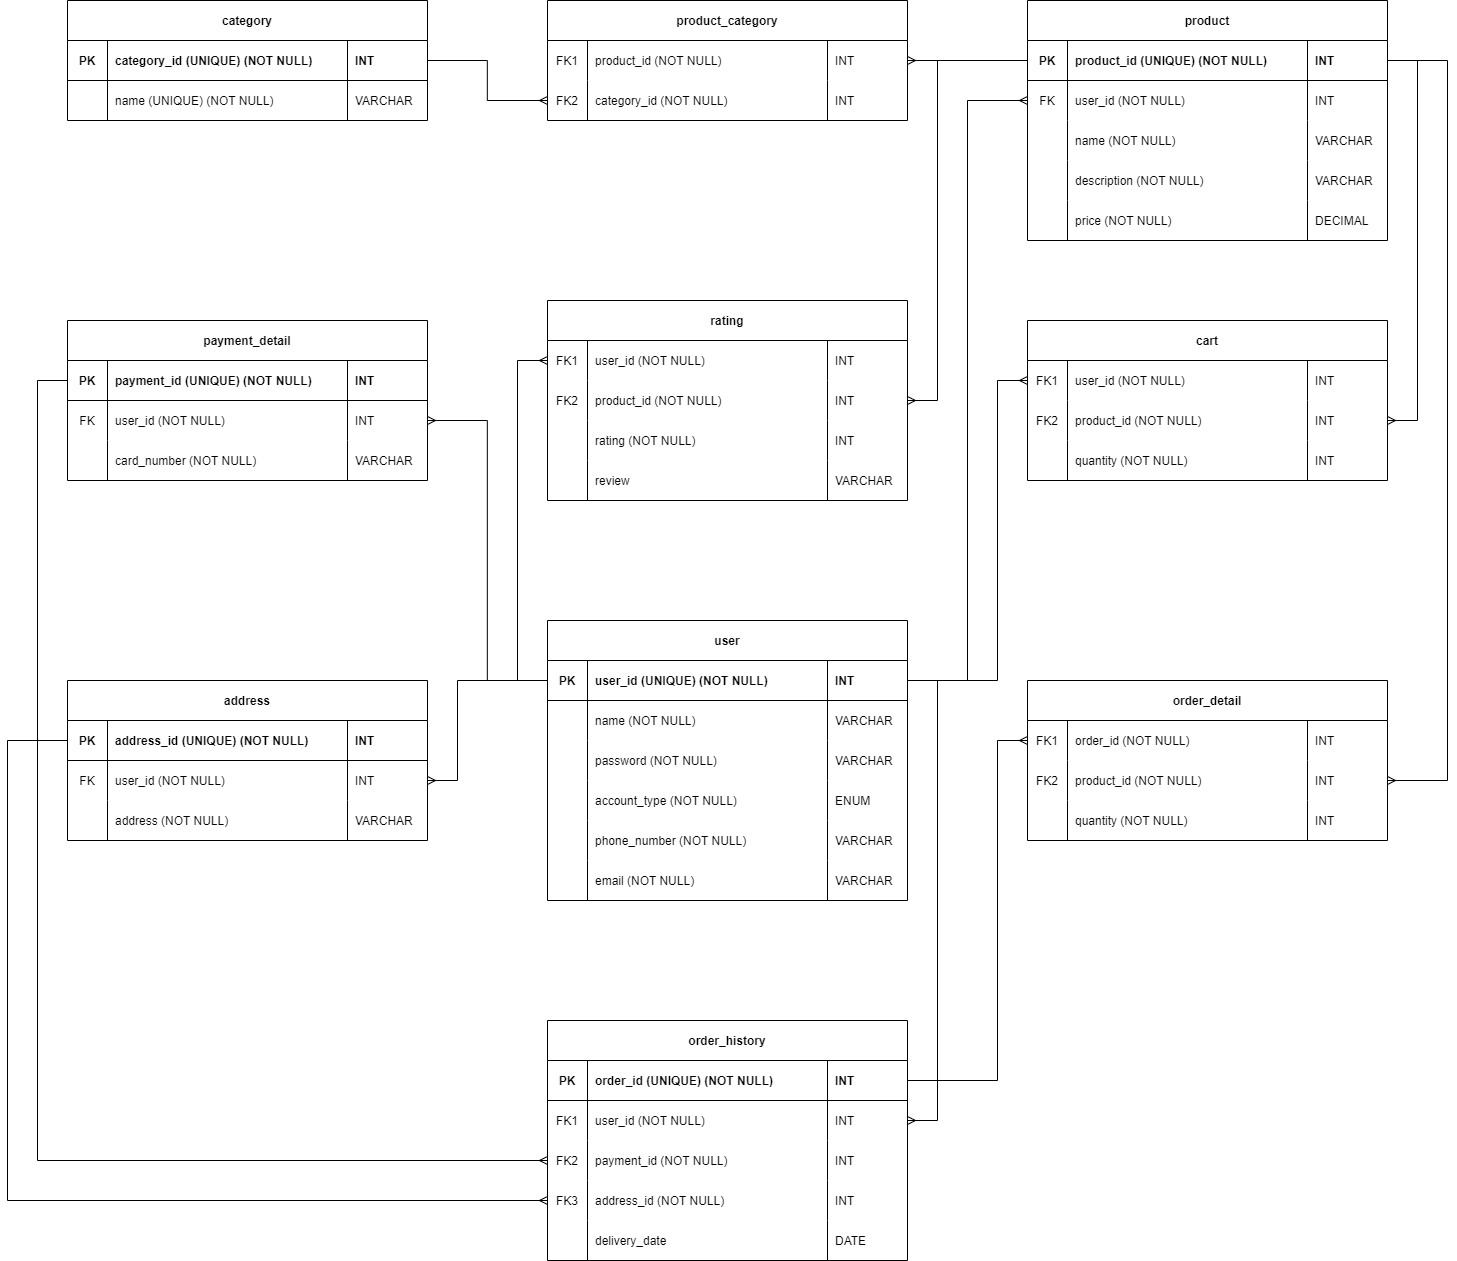 category
PK category_id (UNIQUE) (NOT NULL) INT
name (UNIQUE) (NOT NULL) VARCHAR
product_category
FK1 product_id (NOT NULL) INT
FK2 category_id (NOT NULL) INT
product
PK product_id (UNIQUE) (NOT NULL) INT
FK user_id (NOT NULL) INT
name (NOT NULL) VARCHAR
description (NOT NULL) VARCHAR
price (NOT NULL) DECIMAL
payment_detail
PK payment_id (UNIQUE) (NOT NULL) INT
FK user_id (NOT NULL) INT
card_number (NOT NULL) VARCHAR
rating
FK1 user_id (NOT NULL) INT
FK2 product_id (NOT NULL) INT
rating (NOT NULL) INT
review VARCHAR
cart
FK1 user_id (NOT NULL) INT
FK2 product_id (NOT NULL) INT
quantity (NOT NULL) INT
address
PK address_id (UNIQUE) (NOT NULL) INT
FK user_id (NOT NULL) INT
address (NOT NULL) VARCHAR
user
PK user_id (UNIQUE) (NOT NULL) INT
name (NOT NULL) VARCHAR
password (NOT NULL) VARCHAR
account_type (NOT NULL) ENUM
phone_number (NOT NULL) VARCHAR
email (NOT NULL) VARCHAR
order_detail
FK1 order_id (NOT NULL) INT
FK2 product_id (NOT NULL) INT
quantity (NOT NULL) INT
order_history
PK order_id (UNIQUE) (NOT NULL) INT
FK1 user_id (NOT NULL) INT
FK2 payment_id (NOT NULL) INT
FK3 address_id (NOT NULL) INT
delivery_date DATE